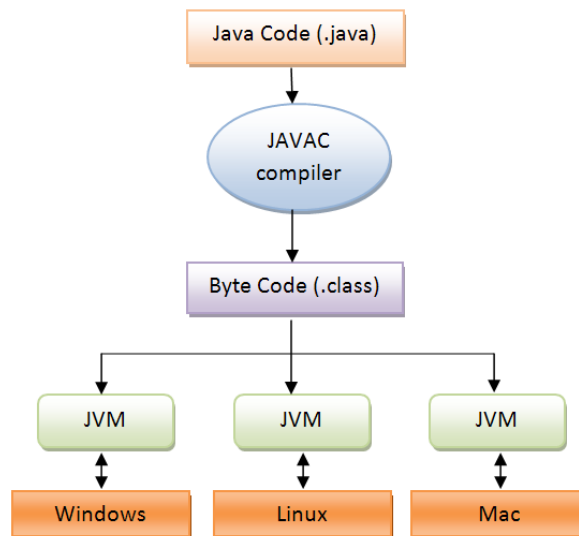 Java Code (.java)
JAVAC
compiler
Byte Code (.class)
JVM
JVM
JVM
Windows
Linux
Mac